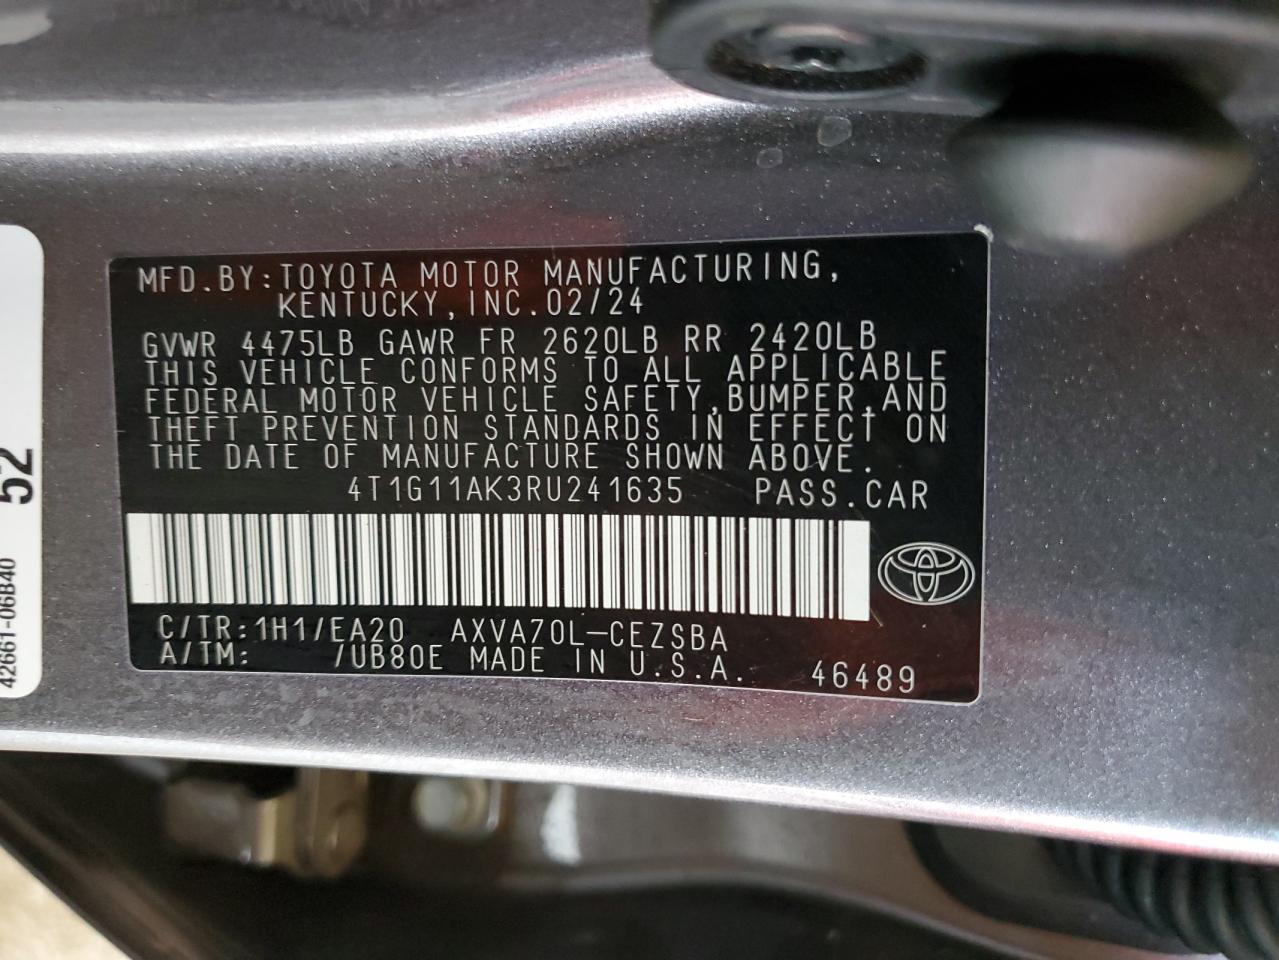 MFD.BY:TOYOTA MOTOR MANUFACTURING,
KENTUCKY,INC.02/24
GVWR 4475LB GAWR FR 2620LB RR 2420LB
THIS VEHICLE CONFORMS TO ALL APPLICABLE
FEDERAL MOTOR VEHICLE SAFETY,BUMPER,AND
THEFT PREVENTION STANDARDS IN EFFECT ON
THE DATE OF MANUFACTURE SHOWN ABOVE.
4T1G11AK3RU241635 PASS.CAR
C/TR:1H1/EA20 AXVA70L-CEZSBA
A/TM: /UB80E MADE IN U.S.A.
46489
52
42661-06B40